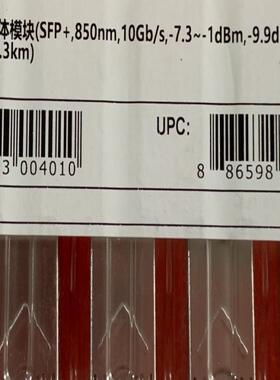 体模块(SFP+,850nm,10Gb/s,-7.3~-1dBm,-9.9d
.3km)
UPC:
3 004010
8 86598